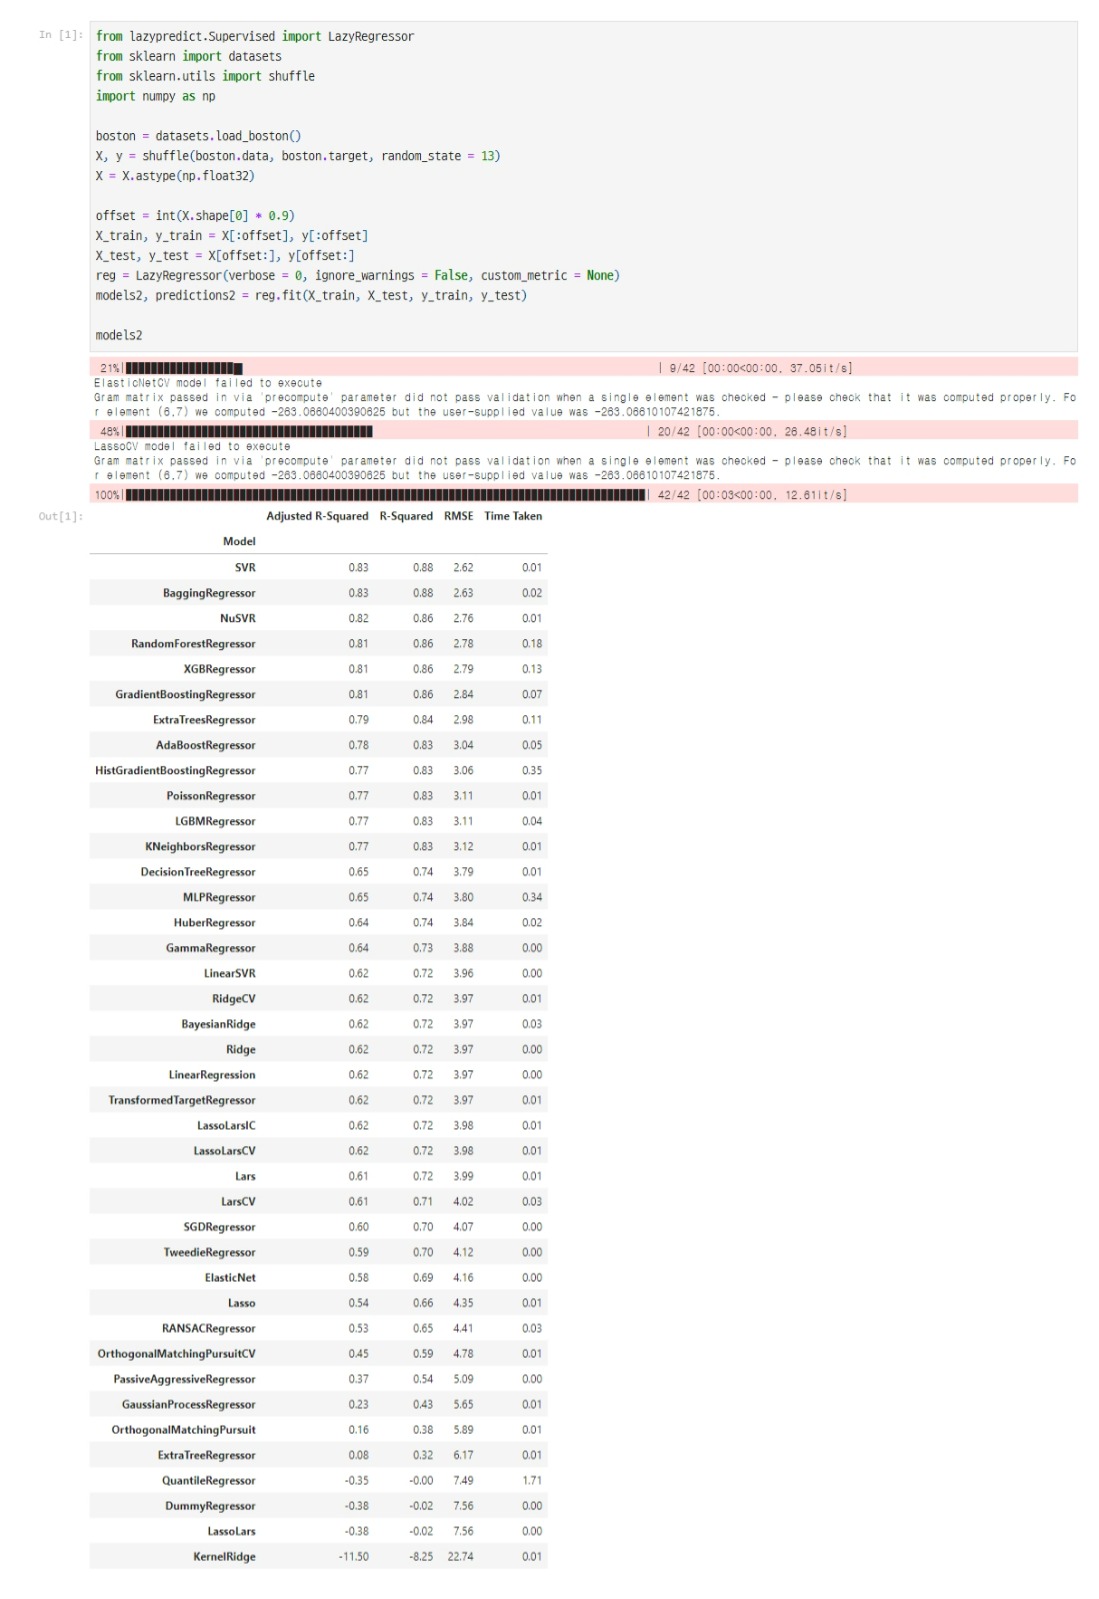 In [1]:
from lazypredict.Supervised import LazyRegressor
from sklearn import datasets
from sklearn.utils import shuffle
import numpy as np
boston = datasets.load_boston()
X, y = shuffle(boston.data, boston.target, random_state = 13)
X = X.astype(np.float32)
offset = int(X.shape[0] * 0.9)
X_train, y_train = X[:offset], y[:offset]
X_test, y_test = X[offset:], y[offset:]
reg = LazyRegressor(verbose = 0, ignore_warnings = False, custom_metric = None)
models2, predictions2 = reg.fit(X_train, X_test, y_train, y_test)
models2
21%| | 9/42 [00:00<00:00, 37.05it/s]
ElasticNetCV model failed to execute
Gram matrix passed in via 'precompute' parameter did not pass validation when a single element was checked - please check that it was computed properly. Fo
r element (6,7) we computed -263.0660400390625 but the user-supplied value was -263.06610107421875.
48%| | 20/42 [00:00<00:00, 26.48it/s]
LassoCV model failed to execute
Gram matrix passed in via 'precompute' parameter did not pass validation when a single element was checked - please check that it was computed properly. Fo
r element (6,7) we computed -263.0660400390625 but the user-supplied value was -263.06610107421875.
100%| | 42/42 [00:03<00:00, 12.61it/s]
Out[1]:
Adjusted R-Squared R-Squared RMSE Time Taken
Model
SVR 0.83 0.88 2.62 0.01
BaggingRegressor 0.83 0.88 2.63 0.02
NuSVR 0.82 0.86 2.76 0.01
RandomForestRegressor 0.81 0.86 2.78 0.18
XGBRegressor 0.81 0.86 2.79 0.13
GradientBoostingRegressor 0.81 0.86 2.84 0.07
ExtraTreesRegressor 0.79 0.84 2.98 0.11
AdaBoostRegressor 0.78 0.83 3.04 0.05
HistGradientBoostingRegressor 0.77 0.83 3.06 0.35
PoissonRegressor 0.77 0.83 3.11 0.01
LGBMRegressor 0.77 0.83 3.11 0.04
KNeighborsRegressor 0.77 0.83 3.12 0.01
DecisionTreeRegressor 0.65 0.74 3.79 0.01
MLPRegressor 0.65 0.74 3.80 0.34
HuberRegressor 0.64 0.74 3.84 0.02
GammaRegressor 0.64 0.73 3.88 0.00
LinearSVR 0.62 0.72 3.96 0.00
RidgeCV 0.62 0.72 3.97 0.01
BayesianRidge 0.62 0.72 3.97 0.03
Ridge 0.62 0.72 3.97 0.00
LinearRegression 0.62 0.72 3.97 0.00
TransformedTargetRegressor 0.62 0.72 3.97 0.01
LassoLarsIC 0.62 0.72 3.98 0.01
LassoLarsCV 0.62 0.72 3.98 0.01
Lars 0.61 0.72 3.99 0.01
LarsCV 0.61 0.71 4.02 0.03
SGDRegressor 0.60 0.70 4.07 0.00
TweedieRegressor 0.59 0.70 4.12 0.00
ElasticNet 0.58 0.69 4.16 0.00
Lasso 0.54 0.66 4.35 0.01
RANSACRegressor 0.53 0.65 4.41 0.03
OrthogonalMatchingPursuitCV 0.45 0.59 4.78 0.01
PassiveAggressiveRegressor 0.37 0.54 5.09 0.00
GaussianProcessRegressor 0.23 0.43 5.65 0.01
OrthogonalMatchingPursuit 0.16 0.38 5.89 0.01
ExtraTreeRegressor 0.08 0.32 6.17 0.01
QuantileRegressor -0.35 -0.00 7.49 1.71
DummyRegressor -0.38 -0.02 7.56 0.00
LassoLars -0.38 -0.02 7.56 0.00
KernelRidge -11.50 -8.25 22.74 0.01